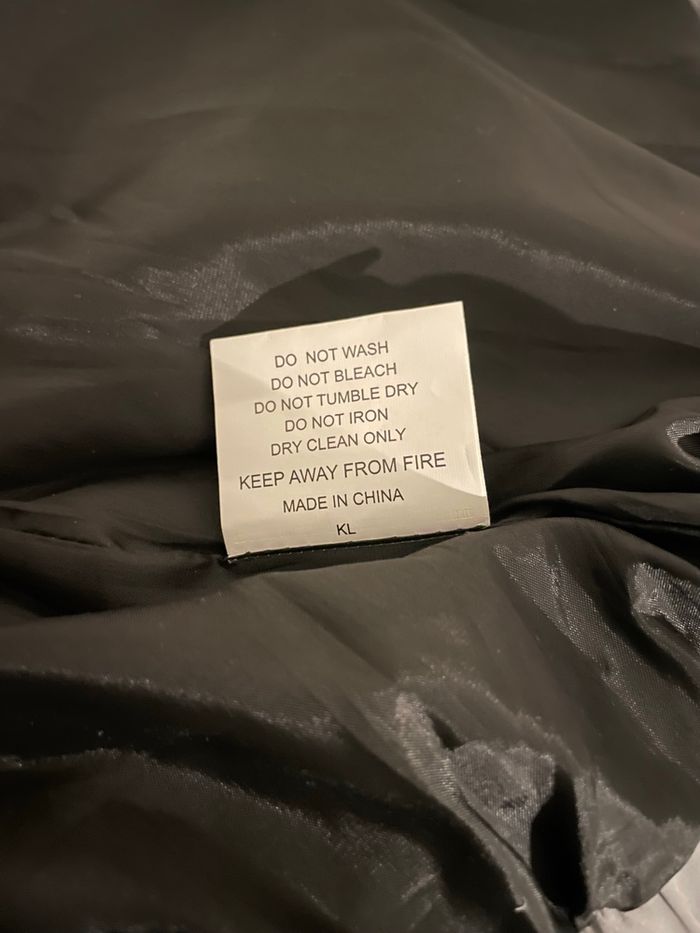 DO NOT WASH
DO NOT BLEACH
DO NOT TUMBLE DRY
DO NOT IRON
DRY CLEAN ONLY
KEEP AWAY FROM FIRE
MADE IN CHINA
KL